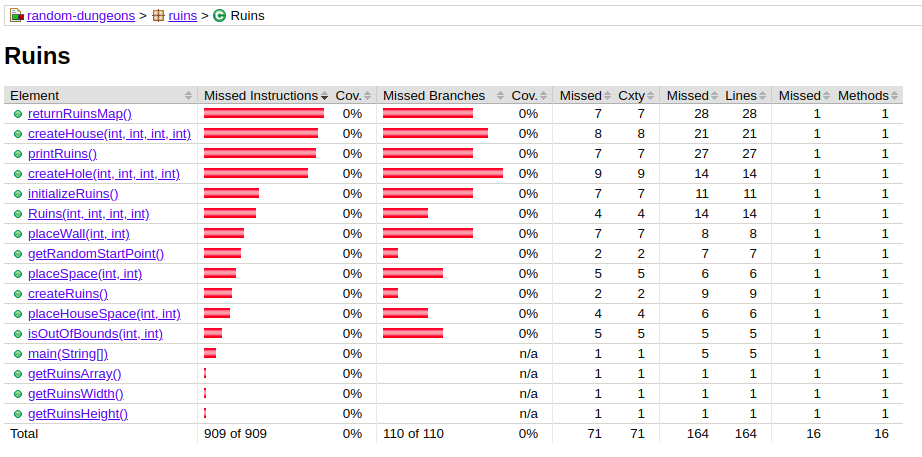 random-dungeons > ruins > Ruins
Ruins
Element Missed Instructions Cov. Missed Branches Cov. Missed Cxty Missed Lines Missed Methods
returnRuinsMap() 0% 0% 7 7 28 28 1 1
createHouse(int, int, int, int) 0% 0% 8 8 21 21 1 1
printRuins() 0% 0% 7 7 27 27 1 1
createHole(int, int, int, int) 0% 0% 9 9 14 14 1 1
initializeRuins() 0% 0% 7 7 11 11 1 1
Ruins(int, int, int, int) 0% 0% 4 4 14 14 1 1
placeWall(int, int) 0% 0% 7 7 8 8 1 1
getRandomStartPoint() 0% 0% 2 2 7 7 1 1
placeSpace(int, int) 0% 0% 5 5 6 6 1 1
createRuins() 0% 0% 2 2 9 9 1 1
placeHouseSpace(int, int) 0% 0% 4 4 6 6 1 1
isOutOfBounds(int, int) 0% 0% 5 5 5 5 1 1
main(String[]) 0% n/a 1 1 5 5 1 1
getRuinsArray() 0% n/a 1 1 1 1 1 1
getRuinsWidth() 0% n/a 1 1 1 1 1 1
getRuinsHeight() 0% n/a 1 1 1 1 1 1
Total 909 of 909 0% 110 of 110 0% 71 71 164 164 16 16